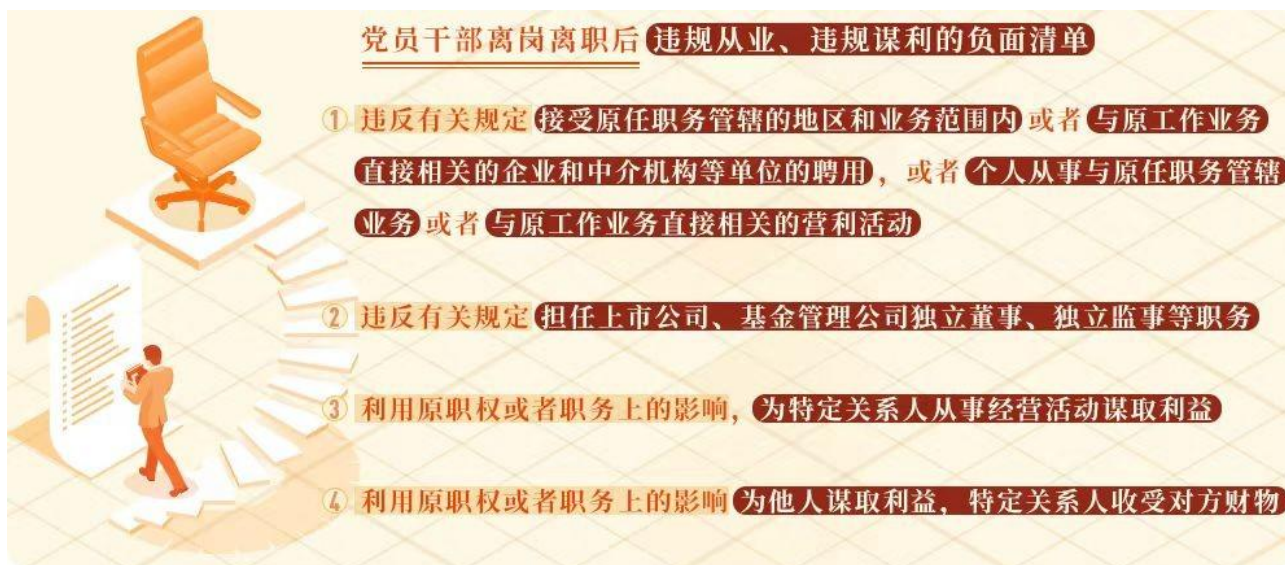 党员干部离岗离职后 违规从业、违规谋利的负面清单
① 违反有关规定 接受原任职务管辖的地区和业务范围内 或者 与原工作业务
直接相关的企业和中介机构等单位的聘用，或者 个人从事与原任职务管辖
业务 或者 与原工作业务直接相关的营利活动
② 违反有关规定 担任上市公司、基金管理公司独立董事、独立监事等职务
③ 利用原职权或者职务上的影响，为特定关系人从事经营活动谋取利益
④ 利用原职权或者职务上的影响 为他人谋取利益，特定关系人收受对方财物